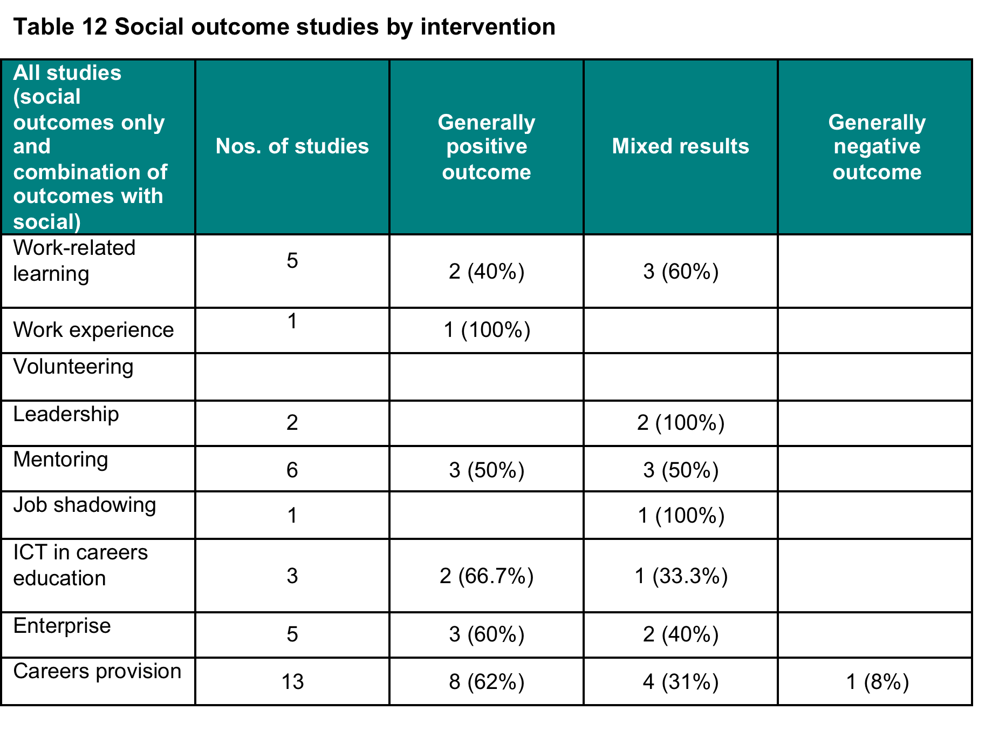 Table 12 Social outcome studies by intervention
All studies
(social
outcomes only
and
combination of
outcomes with
social)
Nos. of studies
Generally
positive
outcome
Mixed results
Generally
negative
outcome
Work-related
learning
5
2 (40%)
3 (60%)
Work experience
1
1 (100%)
Volunteering
Leadership
2
2 (100%)
Mentoring
6
3 (50%)
3 (50%)
Job shadowing
1
1 (100%)
ICT in careers
education
3
2 (66.7%)
1 (33.3%)
Enterprise
5
3 (60%)
2 (40%)
Careers provision
13
8 (62%)
4 (31%)
1 (8%)